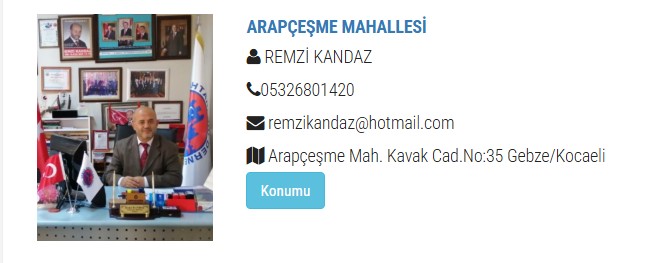 ARAPÇEŞME MAHALLESİ
REMZİ KANDAZ
05326801420
remzikandaz@hotmail.com
Arapçeşme Mah. Kavak Cad.No:35 Gebze/Kocaeli
Konumu